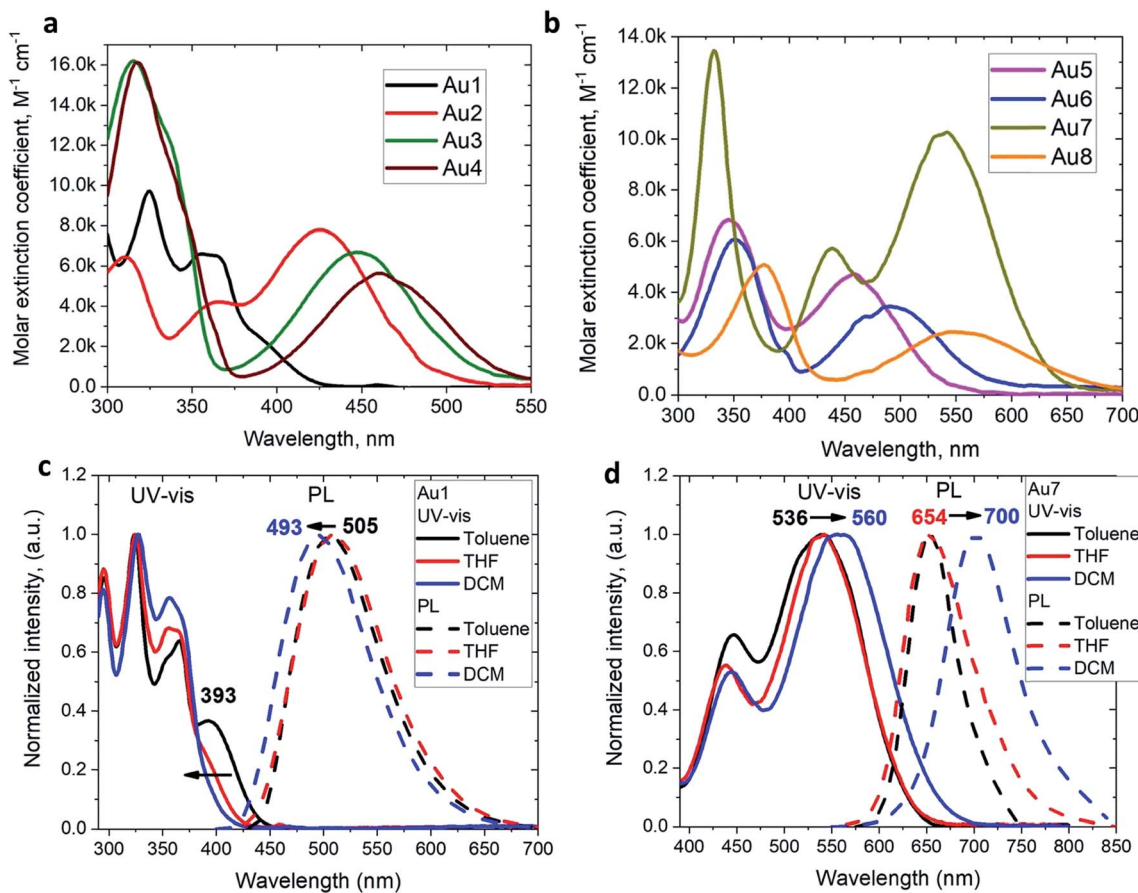 a
Molar extinction coefficient, M⁻¹ cm⁻¹
16.0k
14.0k
12.0k
10.0k
8.0k
6.0k
4.0k
2.0k
0.0
300 350 400 450 500 550
Wavelength, nm
Au1
Au2
Au3
Au4
b
Molar extinction coefficient, M⁻¹ cm⁻¹
14.0k
12.0k
10.0k
8.0k
6.0k
4.0k
2.0k
0.0
300 350 400 450 500 550 600 650 700
Wavelength, nm
Au5
Au6
Au7
Au8
c
Normalized intensity, (a.u.)
1.2
1.0
0.8
0.6
0.4
0.2
0.0
300 350 400 450 500 550 600 650 700
Wavelength (nm)
UV-vis PL
493 505
393
Au1
UV-vis
Toluene
THF
DCM
PL
Toluene
THF
DCM
d
Normalized intensity, (a.u.)
1.2
1.0
0.8
0.6
0.4
0.2
0.0
400 450 500 550 600 650 700 750 800 850
Wavelength (nm)
UV-vis PL
536 560 654 700
Au7
UV-vis
Toluene
THF
DCM
PL
Toluene
THF
DCM